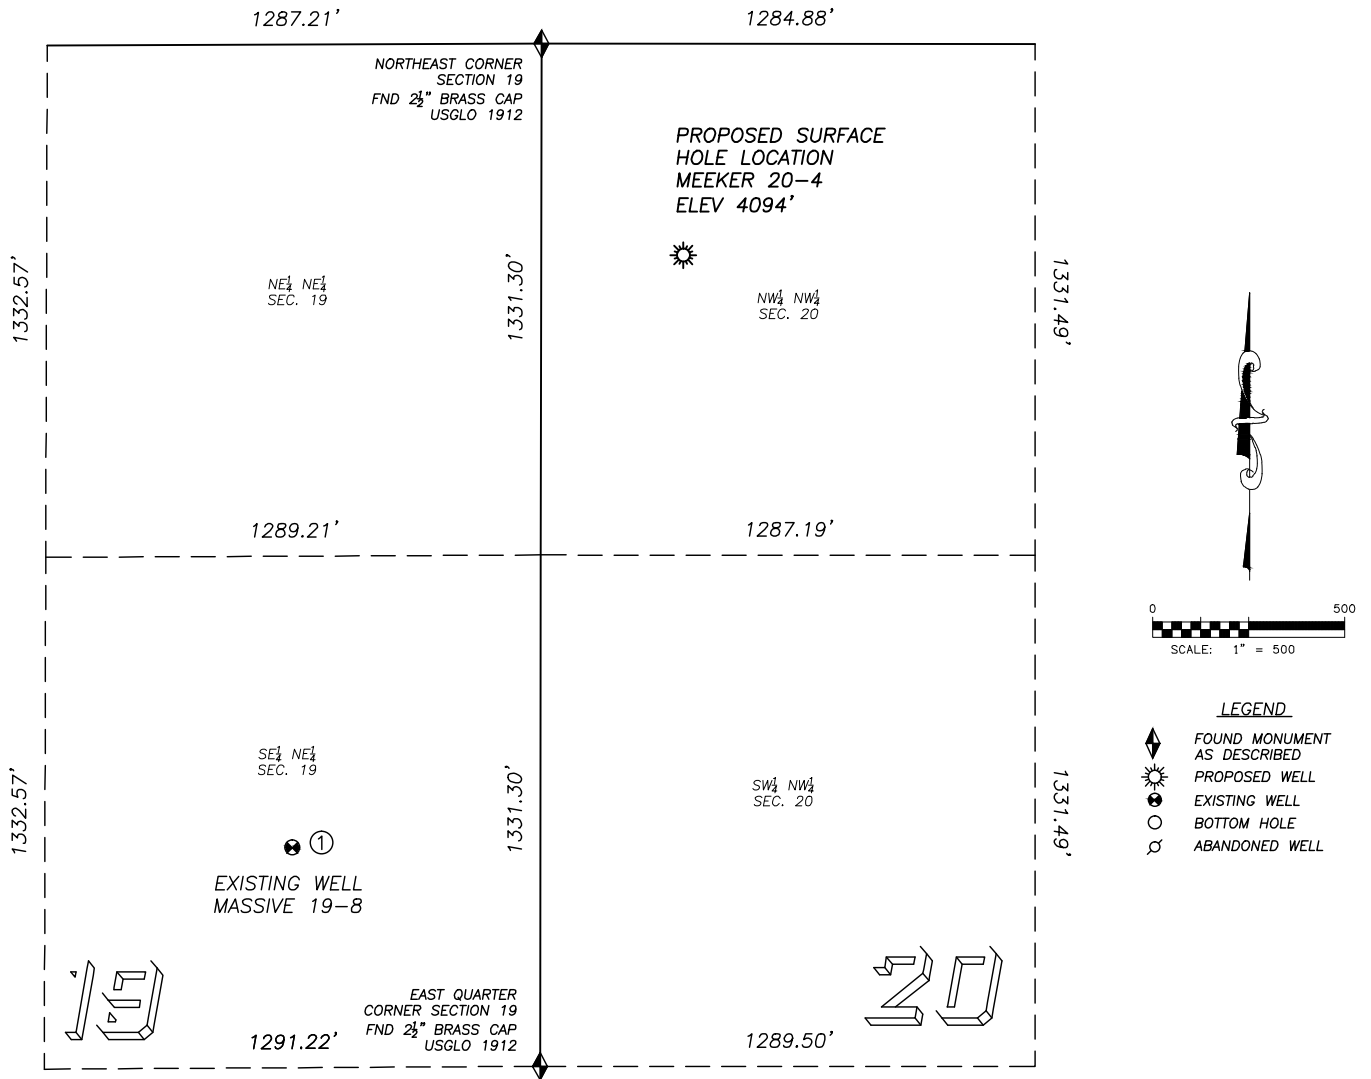 1287.21'
1284.88'
NORTHEAST CORNER
SECTION 19
FND 2½" BRASS CAP
USGLO 1912
PROPOSED SURFACE
HOLE LOCATION
MEEKER 20-4
ELEV 4094'
1332.57'
NE¼ NE¼
SEC. 19
1331.30'
NW¼ NW¼
SEC. 20
1331.49'
1289.21'
1287.19'
0 500
SCALE: 1" = 500
LEGEND
FOUND MONUMENT
AS DESCRIBED
PROPOSED WELL
EXISTING WELL
BOTTOM HOLE
ABANDONED WELL
1332.57'
SE¼ NE¼
SEC. 19
1331.30'
SW¼ NW¼
SEC. 20
1331.49'
1
EXISTING WELL
MASSIVE 19-8
19
20
EAST QUARTER
CORNER SECTION 19
FND 2½" BRASS CAP
USGLO 1912
1291.22'
1289.50'